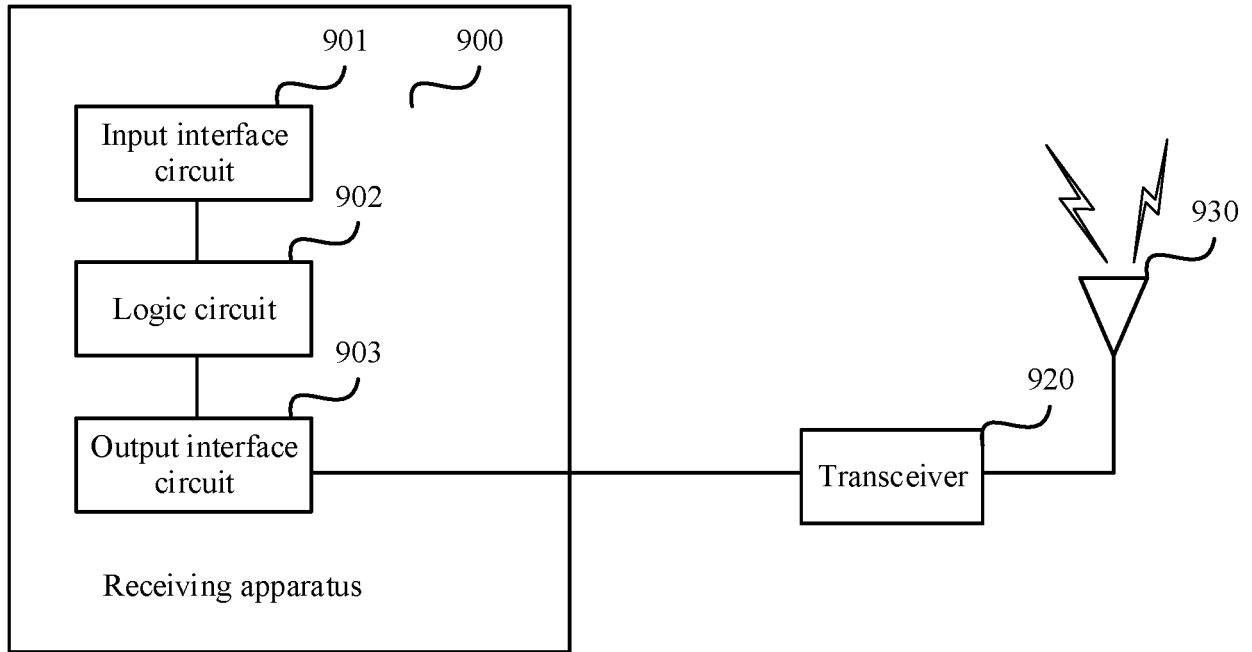 901
900
Input interface
circuit
902
930
Logic circuit
903
920
Output interface
circuit
Transceiver
Receiving apparatus